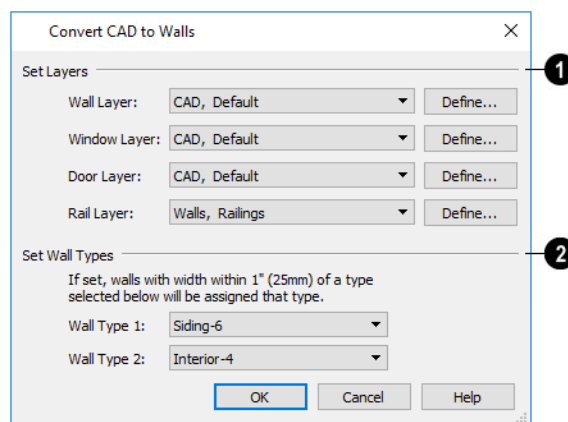 Convert CAD to Walls
Set Layers
1
Wall Layer: CAD, Default Define...
Window Layer: CAD, Default Define...
Door Layer: CAD, Default Define...
Rail Layer: Walls, Railings Define...
Set Wall Types
2
If set, walls with width within 1" (25mm) of a type
selected below will be assigned that type.
Wall Type 1: Siding-6
Wall Type 2: Interior-4
OK Cancel Help